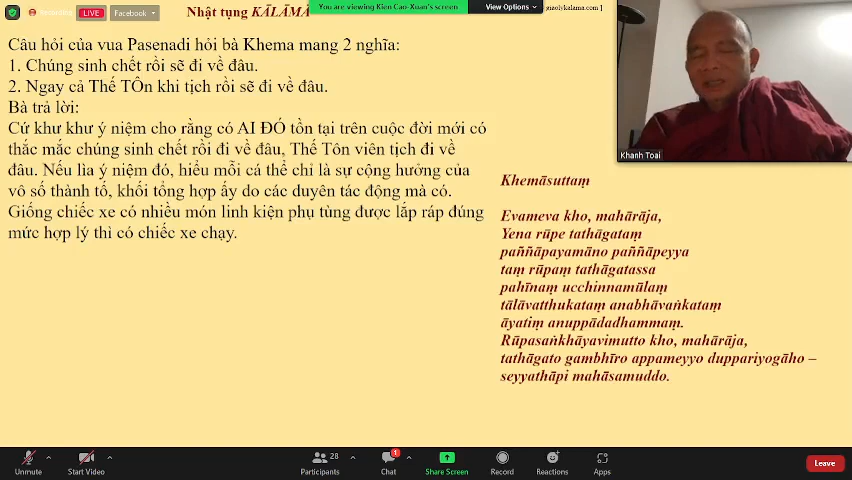 Recording
LIVE
Facebook
Nhật tụng KĀLĀMĀ
You are viewing Kien Cao-Xuan's screen
View Options
giaolykalama.com ]
Câu hỏi của vua Pasenadi hỏi bà Khema mang 2 nghĩa:
1. Chúng sinh chết rồi sẽ đi về đâu.
2. Ngay cả Thế TÔn khi tịch rồi sẽ đi về đâu.
Bà trả lời:
Cứ khư khư ý niệm cho rằng có AI ĐÓ tồn tại trên cuộc đời mới có
thắc mắc chúng sinh chết rồi đi về đâu, Thế Tôn viên tịch đi về
đâu. Nếu lìa ý niệm đó, hiểu mỗi cá thể chỉ là sự cộng hưởng của
vô số thành tố, khối tổng hợp ấy do các duyên tác động mà có.
Giống chiếc xe có nhiều món linh kiện phụ tùng được lắp ráp đúng
mức hợp lý thì có chiếc xe chạy.
Khanh Toai
Khemāsuttaṃ
Evameva kho, mahārāja,
Yena rūpe tathāgataṃ
paññāpayamāno paññāpeyya
taṃ rūpaṃ tathāgatassa
pahīnaṃ ucchinnamūlaṃ
tālāvatthukataṃ anabhāvaṅkataṃ
āyatiṃ anuppādadhammaṃ.
Rūpasaṅkhāyavimutto kho, mahārāja,
tathāgato gambhīro appameyyo duppariyogāho –
seyyathāpi mahāsamuddo.
Unmute
Start Video
28
Participants
1
Chat
Share Screen
Record
Reactions
Apps
Leave